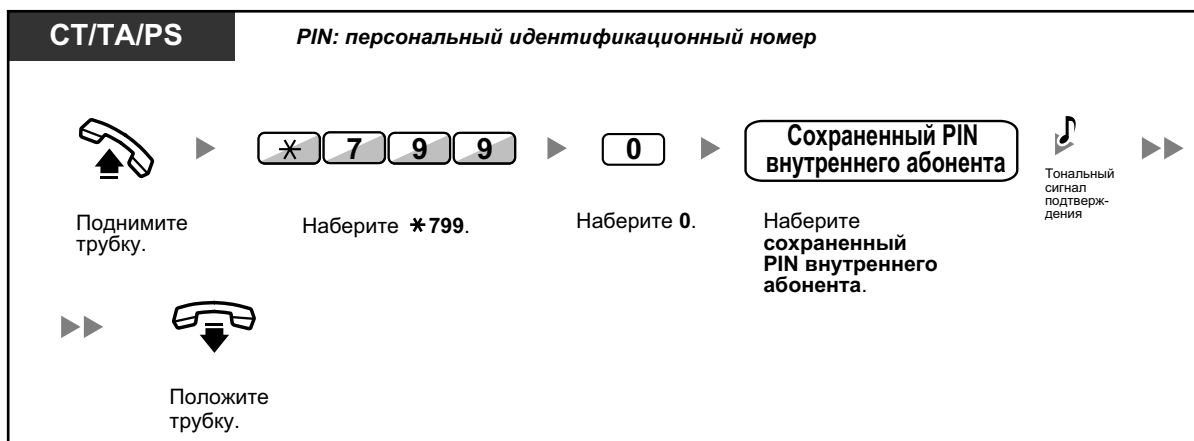 CT/TA/PS
PIN: персональный идентификационный номер
* 7 9 9
0
Сохраненный PIN
внутреннего абонента
Тональный
сигнал
подтверж-
дения
Поднимите
трубку.
Наберите *799.
Наберите 0.
Наберите
сохраненный
PIN внутреннего
абонента.
Положите
трубку.